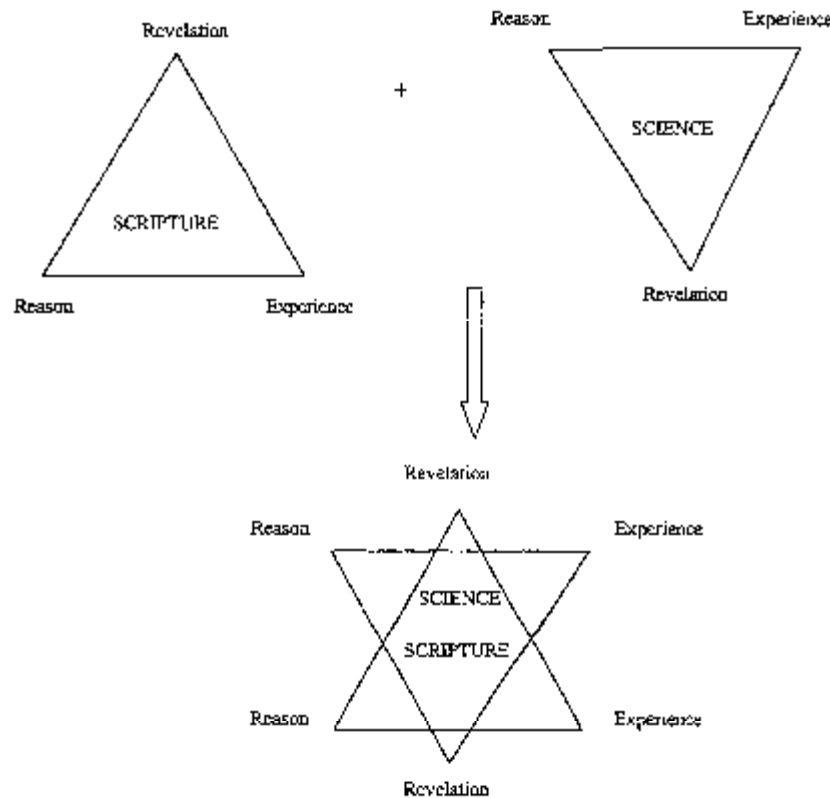 Revelation
Reason Experience
+
SCIENCE
SCRIPTURE
Reason Experience
Revelation
Revelation
Reason Experience
SCIENCE
SCRIPTURE
Reason Experience
Revelation